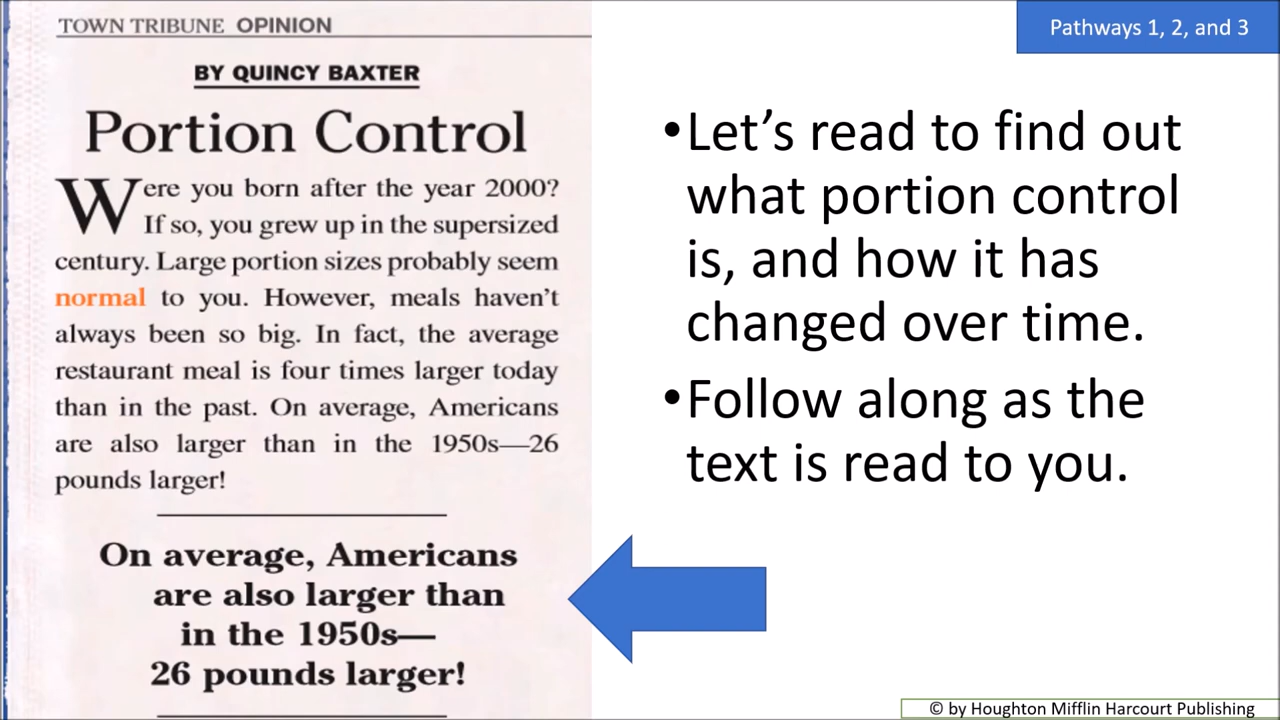 TOWN TRIBUNE OPINION
BY QUINCY BAXTER
Portion Control
Were you born after the year 2000?
If so, you grew up in the supersized
century. Large portion sizes probably seem
normal to you. However, meals haven't
always been so big. In fact, the average
restaurant meal is four times larger today
than in the past. On average, Americans
are also larger than in the 1950s—26
pounds larger!
On average, Americans
are also larger than
in the 1950s—
26 pounds larger!
Pathways 1, 2, and 3
•Let's read to find out
what portion control
is, and how it has
changed over time.
•Follow along as the
text is read to you.
© by Houghton Mifflin Harcourt Publishing